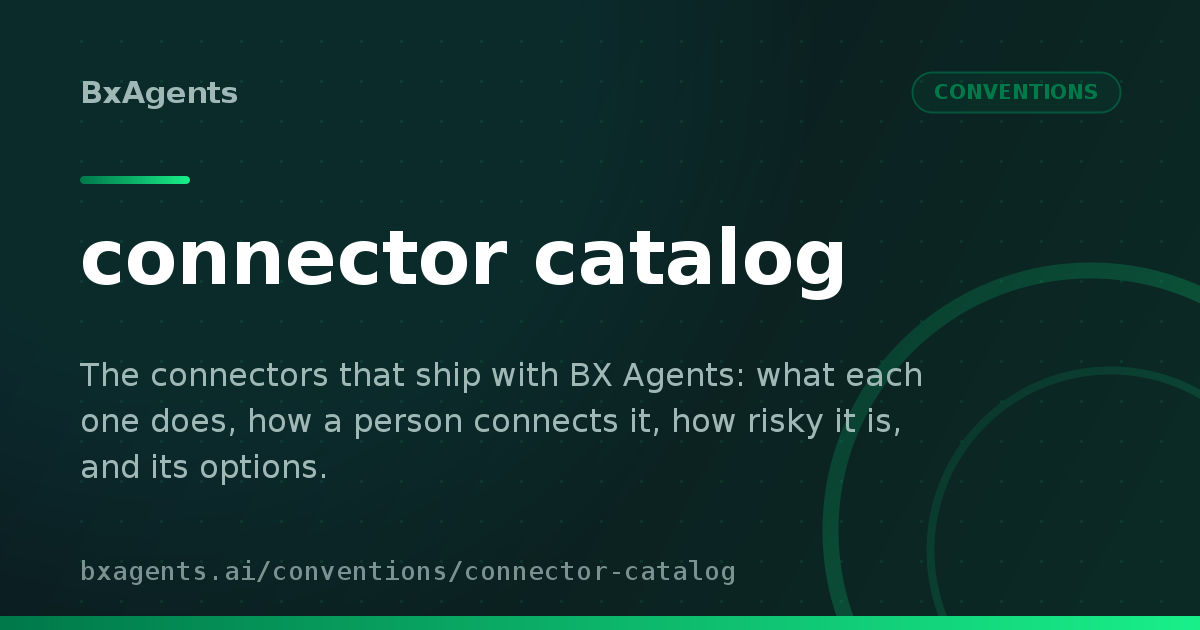 BxAgents
CONVENTIONS
connector catalog
The connectors that ship with BX Agents: what each
one does, how a person connects it, how risky it is,
and its options.
bxagents.ai/conventions/connector-catalog